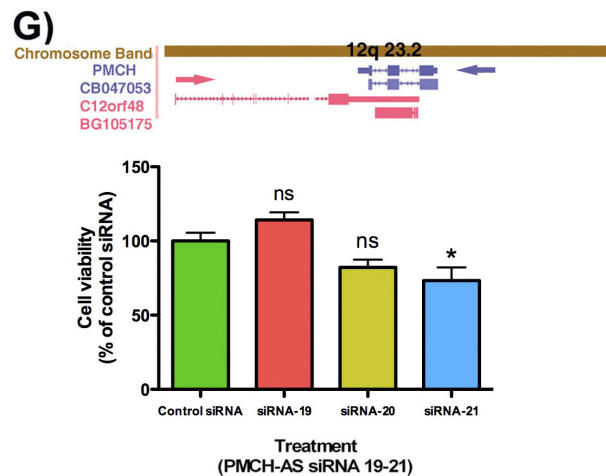 G)
Chromosome Band
12q 23.2
PMCH
CB047053
C12orf48
BG105175
150
100
50
0
Cell viability
(% of control siRNA)
ns
ns
*
Control siRNA siRNA-19 siRNA-20 siRNA-21
Treatment
(PMCH-AS siRNA 19-21)